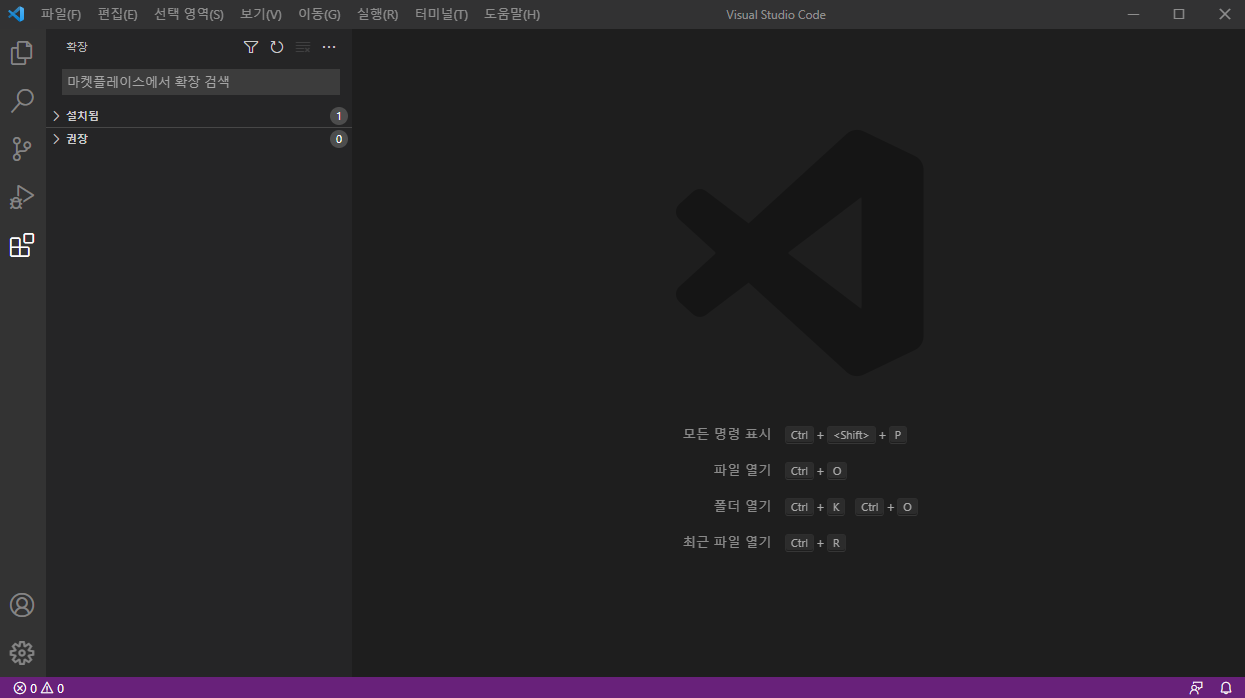 파일(F) 편집(E) 선택 영역(S) 보기(V) 이동(G) 실행(R) 터미널(T) 도움말(H) Visual Studio Code
확장
마켓플레이스에서 확장 검색
설치됨 1
권장 0
모든 명령 표시 Ctrl + <Shift> + P
파일 열기 Ctrl + O
폴더 열기 Ctrl + K Ctrl + O
최근 파일 열기 Ctrl + R
0 0